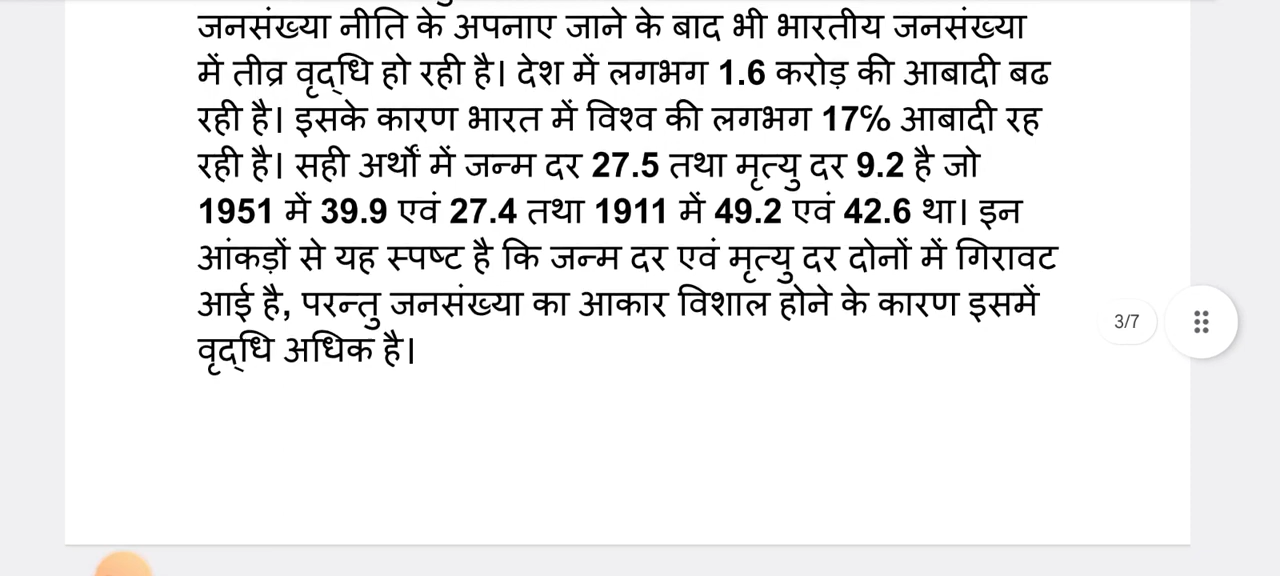 जनसंख्या नीति के अपनाए जाने के बाद भी भारतीय जनसंख्या
में तीव्र वृद्धि हो रही है। देश में लगभग 1.6 करोड़ की आबादी बढ
रही है। इसके कारण भारत में विश्व की लगभग 17℅ आबादी रह
रही है। सही अर्थों में जन्म दर 27.5 तथा मृत्यु दर 9.2 है जो
1951 में 39.9 एवं 27.4 तथा 1911 में 49.2 एवं 42.6 था। इन
आंकड़ों से यह स्पष्ट है कि जन्म दर एवं मृत्यु दर दोनों में गिरावट
आई है, परन्तु जनसंख्या का आकार विशाल होने के कारण इसमें
वृद्धि अधिक है।
3/7